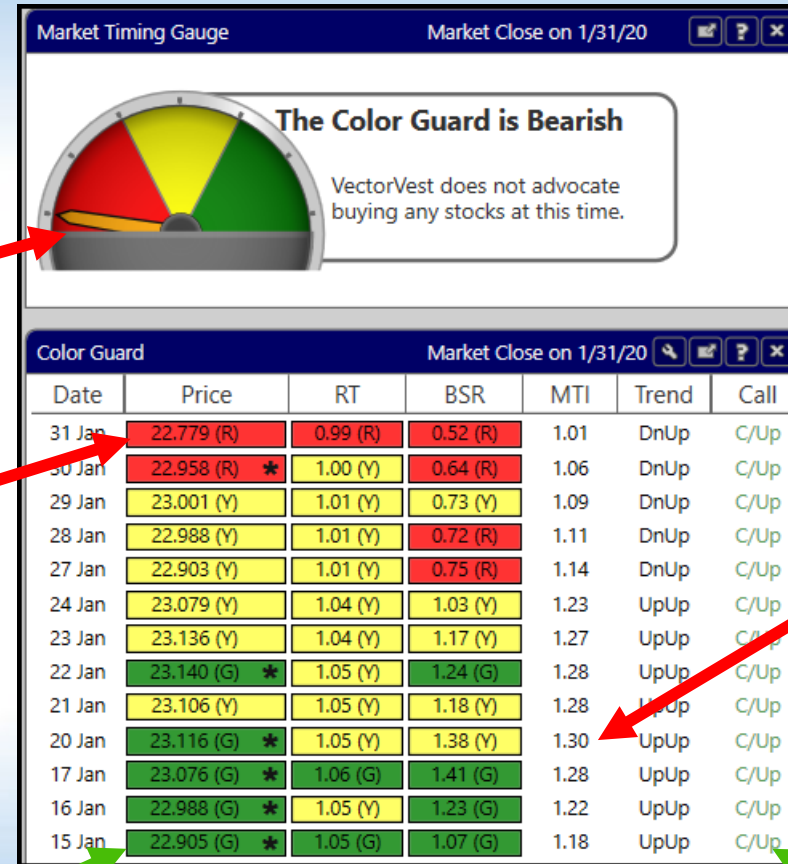 Market Timing Gauge Market Close on 1/31/20 ? ×
The Color Guard is Bearish
VectorVest does not advocate
buying any stocks at this time.
Color Guard Market Close on 1/31/20 ? ×
Date Price RT BSR MTI Trend Call
31 Jan 22.779 (R) 0.99 (R) 0.52 (R) 1.01 DnUp C/Up
30 Jan 22.958 (R) * 1.00 (Y) 0.64 (R) 1.06 DnUp C/Up
29 Jan 23.001 (Y) 1.01 (Y) 0.73 (Y) 1.09 DnUp C/Up
28 Jan 22.988 (Y) 1.01 (Y) 0.72 (R) 1.11 DnUp C/Up
27 Jan 22.903 (Y) 1.01 (Y) 0.75 (R) 1.14 DnUp C/Up
24 Jan 23.079 (Y) 1.04 (Y) 1.03 (Y) 1.23 UpUp C/Up
23 Jan 23.136 (Y) 1.04 (Y) 1.17 (Y) 1.27 UpUp C/Up
22 Jan 23.140 (G) * 1.05 (Y) 1.24 (G) 1.28 UpUp C/Up
21 Jan 23.106 (Y) 1.05 (Y) 1.18 (Y) 1.28 UpUp C/Up
20 Jan 23.116 (G) * 1.05 (Y) 1.38 (Y) 1.30 UpUp C/Up
17 Jan 23.076 (G) * 1.06 (G) 1.41 (G) 1.28 UpUp C/Up
16 Jan 22.988 (G) * 1.05 (Y) 1.23 (G) 1.22 UpUp C/Up
15 Jan 22.905 (G) * 1.05 (G) 1.07 (G) 1.18 UpUp C/Up